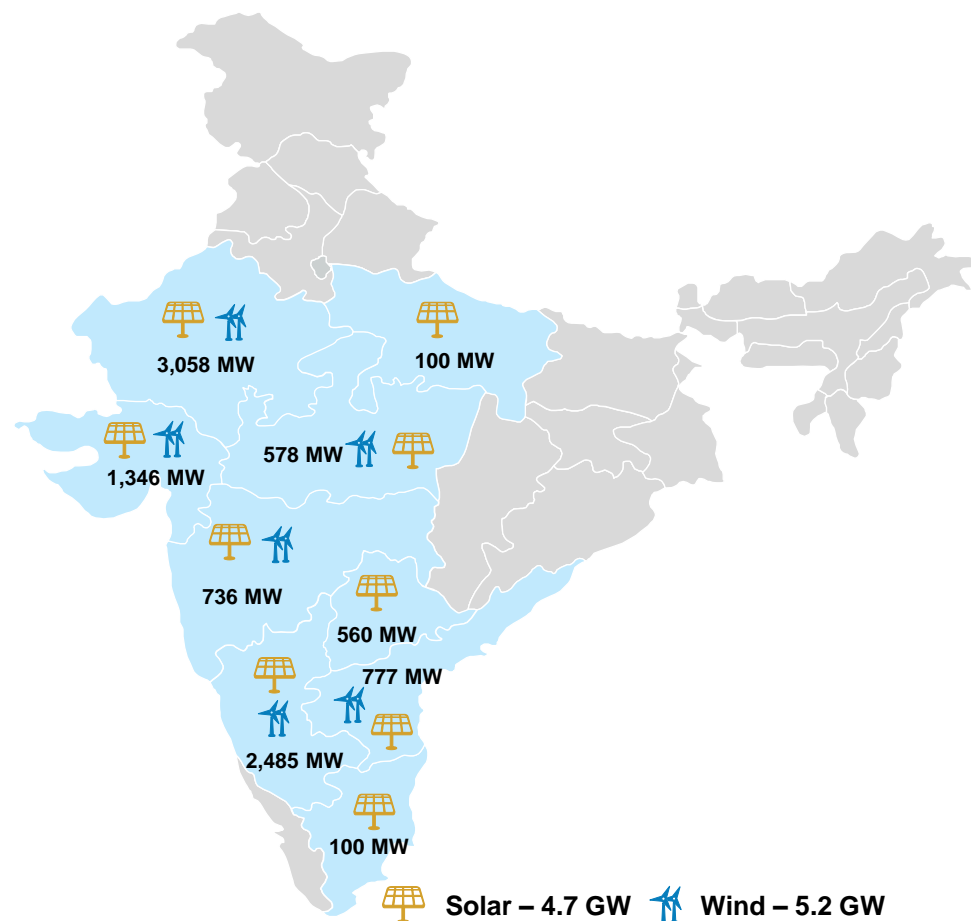 3,058 MW
100 MW
578 MW
1,346 MW
736 MW
560 MW
777 MW
2,485 MW
100 MW
Solar – 4.7 GW Wind – 5.2 GW